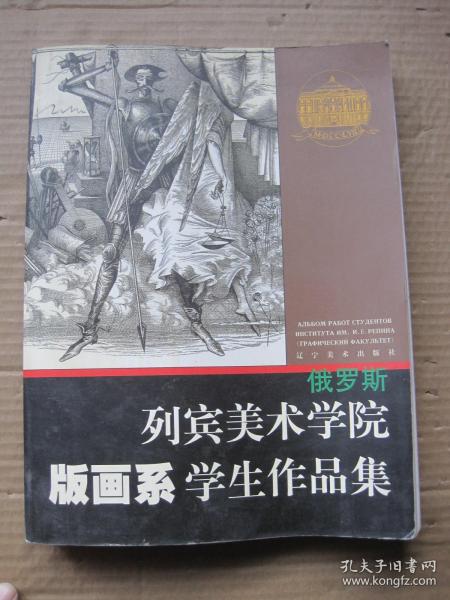 MDCCLVII
АЛЬБОМ РАБОТ СТУДЕНТОВ
ИНСТИТУТА ИМ. И. Е. РЕПИНА
(ГРАФИЧЕСКИЙ ФАКУЛЬТЕТ)
辽宁美术出版社
俄罗斯
列宾美术学院
版画系 学生作品集
孔夫子旧书网
www.kongfz.com